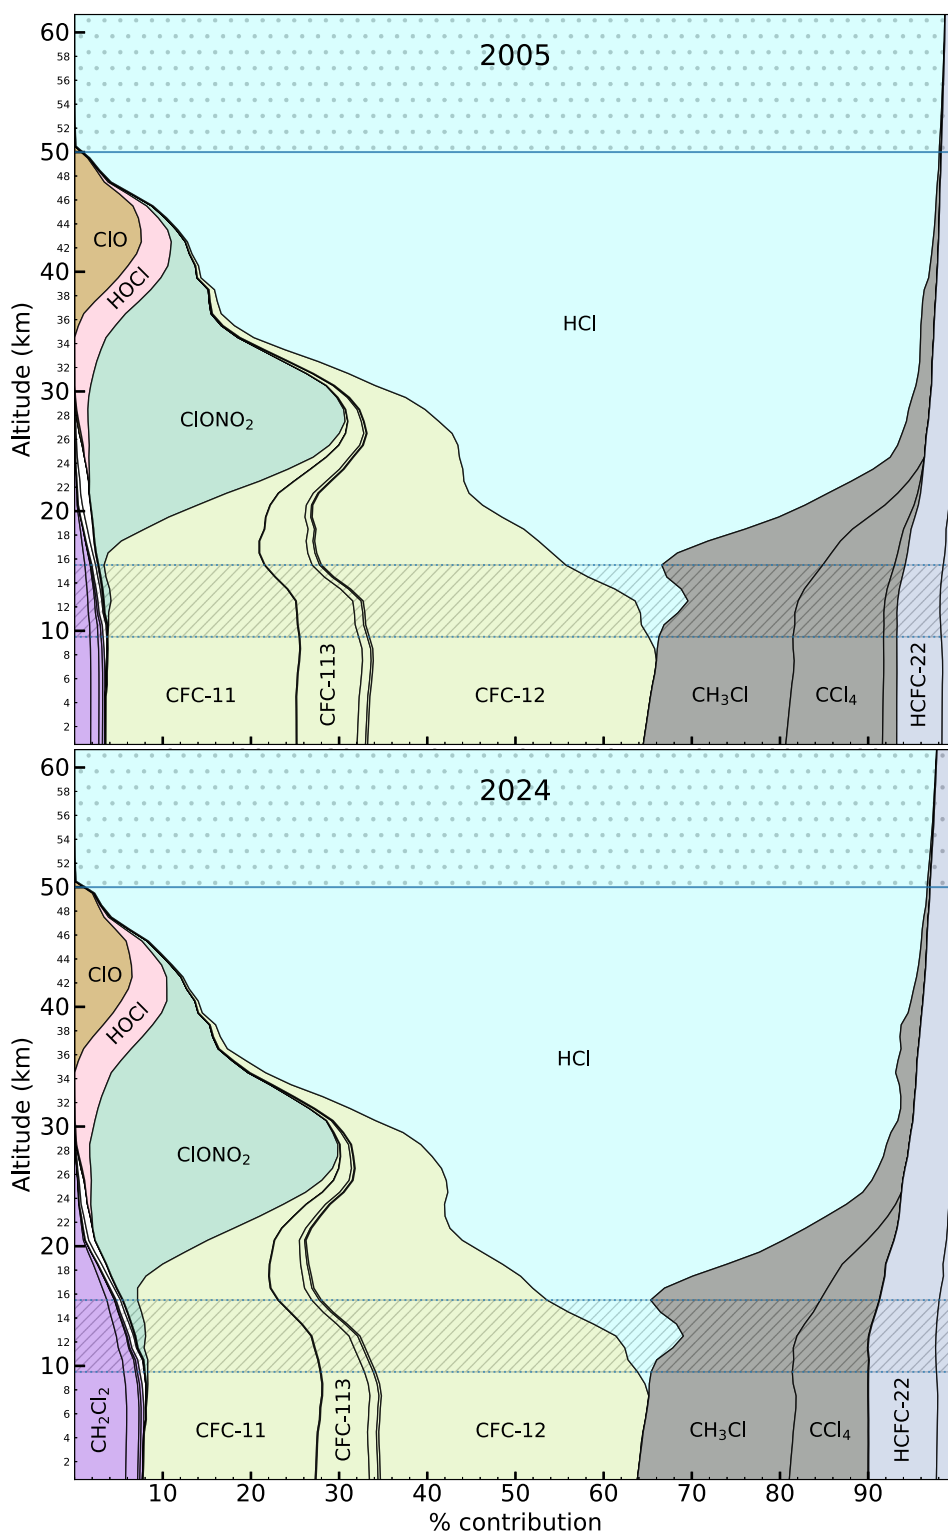 60
58
56
54
52
50
48
46
44
42
40
38
36
34
32
30
28
26
24
22
20
18
16
14
12
10
8
6
4
2
Altitude (km)
2005
ClO
HOCl
HCl
ClONO₂
CFC-11
CFC-113
CFC-12
CH₃Cl
CCl₄
HCFC-22
60
58
56
54
52
50
48
46
44
42
40
38
36
34
32
30
28
26
24
22
20
18
16
14
12
10
8
6
4
2
Altitude (km)
2024
ClO
HOCl
HCl
ClONO₂
CH₂Cl₂
CFC-11
CFC-113
CFC-12
CH₃Cl
CCl₄
HCFC-22
10 20 30 40 50 60 70 80 90
% contribution